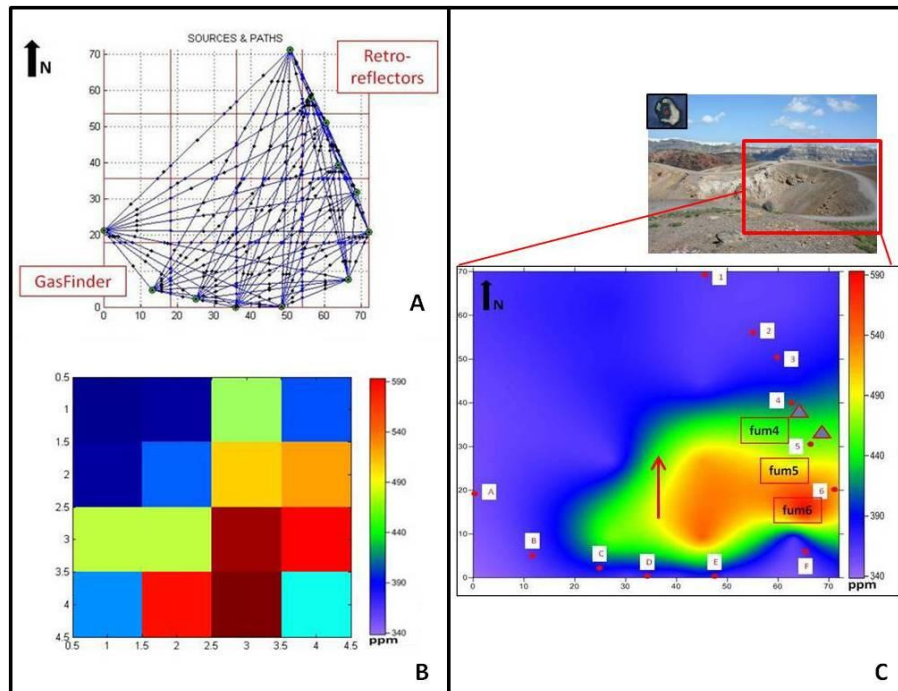 SOURCES & PATHS
N
Retro-
reflectors
70
60
50
40
30
20
10
0
0 10 20 30 40 50 60 70
GasFinder
A
0.5
1
1.5
2
2.5
3
3.5
4
4.5
0.5 1 1.5 2 2.5 3 3.5 4 4.5
590
540
490
440
390
340
ppm
B
N
70
60
50
40
30
20
10
0
0 10 20 30 40 50 60 70
1
2
3
4
5
6
A
B
C
D
E
F
fum4
fum5
fum6
590
540
490
440
390
340
ppm
C